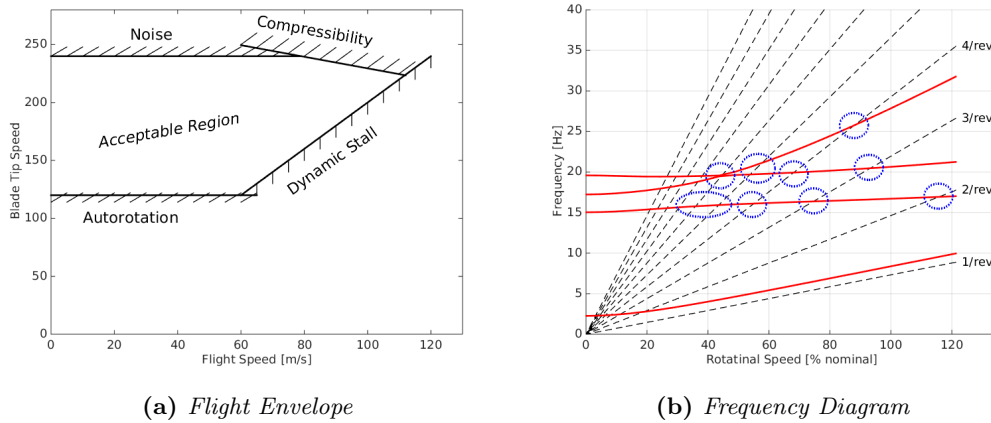 Noise
Compressibility
Acceptable Region
Dynamic Stall
Autorotation
Blade Tip Speed
250
200
150
100
50
0
0 20 40 60 80 100 120
Flight Speed [m/s]
(a) Flight Envelope
Frequency [Hz]
40
35
30
25
20
15
10
5
0
4/rev
3/rev
2/rev
1/rev
0 20 40 60 80 100 120
Rotatinal Speed [% nominal]
(b) Frequency Diagram